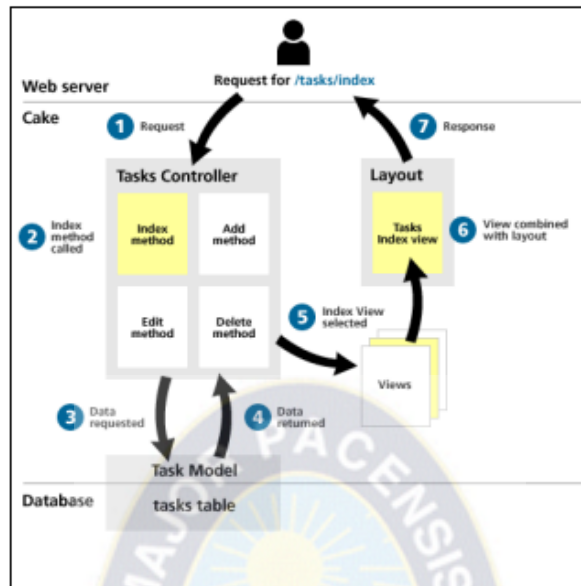 Request for /tasks/index
Web server
Cake
1 Request
7 Response
Tasks Controller
Layout
2 Index
method
called
Index
method
Add
method
Tasks
Index view
6 View combined
with layout
Edit
method
Delete
method
5 Index View
selected
Views
3 Data
requested
4 Data
returned
Task Model
Database
tasks table
MAJOR PACENSIS